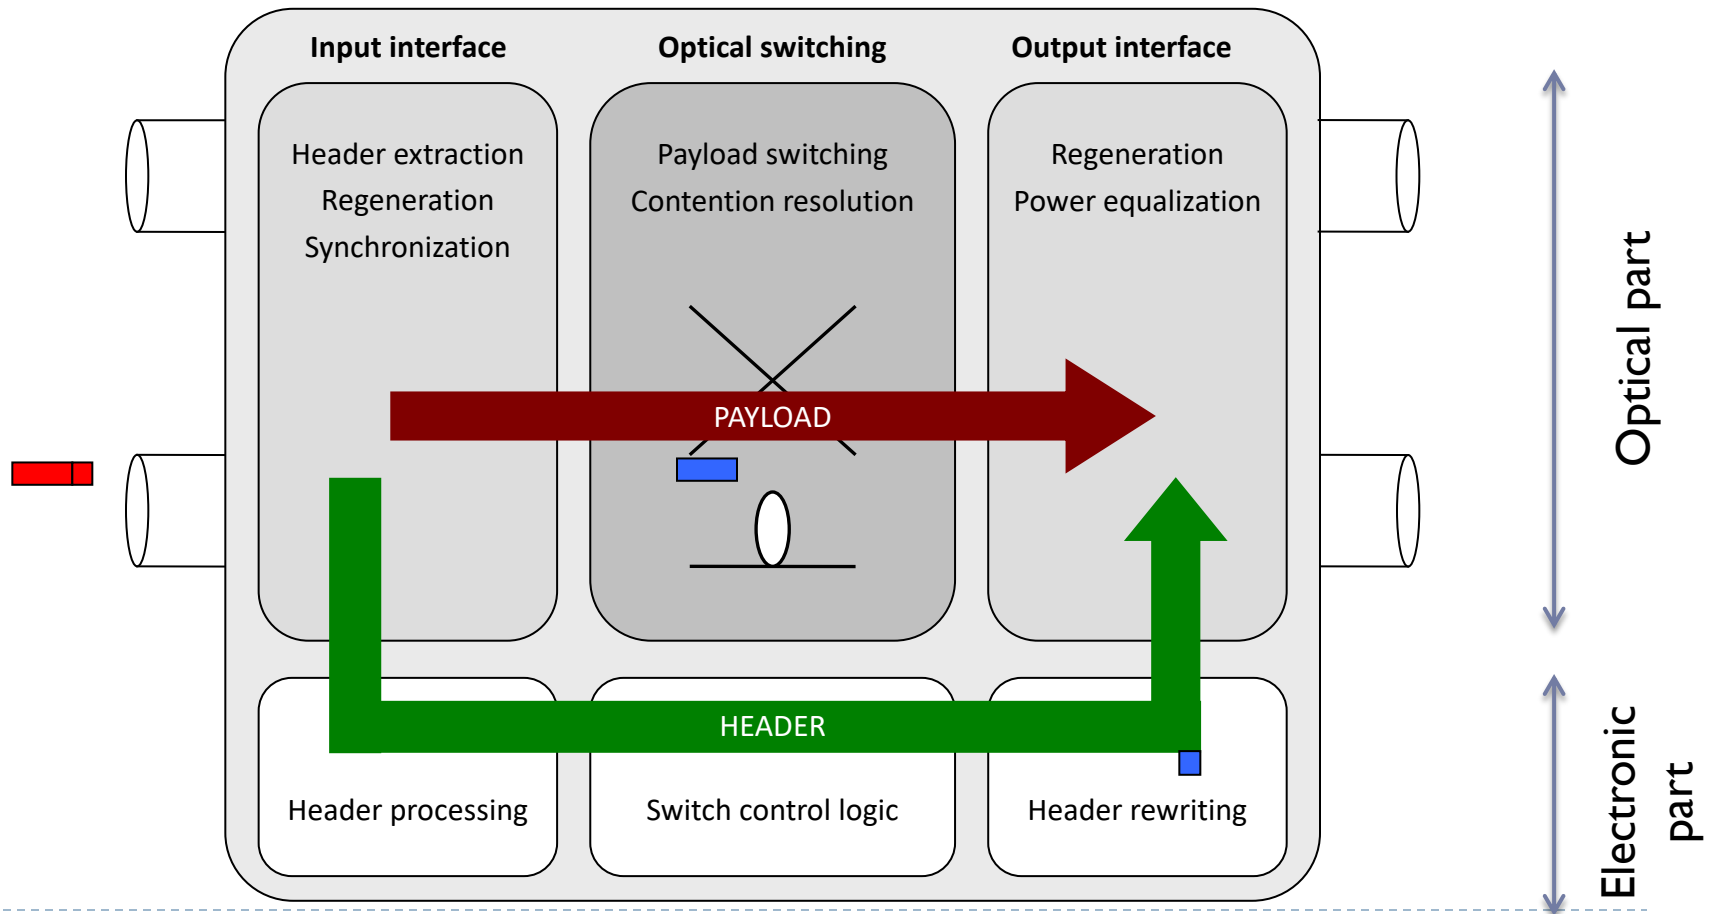 Input interface
Optical switching
Output interface
Header extraction
Regeneration
Synchronization
Payload switching
Contention resolution
Regeneration
Power equalization
PAYLOAD
HEADER
Header processing
Switch control logic
Header rewriting
Optical part
Electronic
part